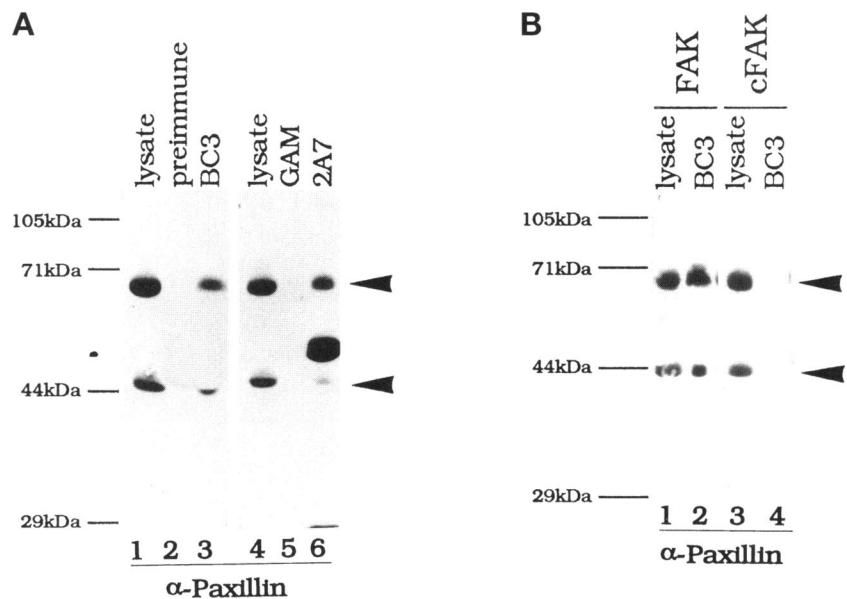 A
lysate
preimmune
BC3
lysate
GAM
2A7
105kDa
71kDa
44kDa
29kDa
1 2 3 4 5 6
α-Paxillin
B
FAK cFAK
lysate
BC3
lysate
BC3
105kDa
71kDa
44kDa
29kDa
1 2 3 4
α-Paxillin